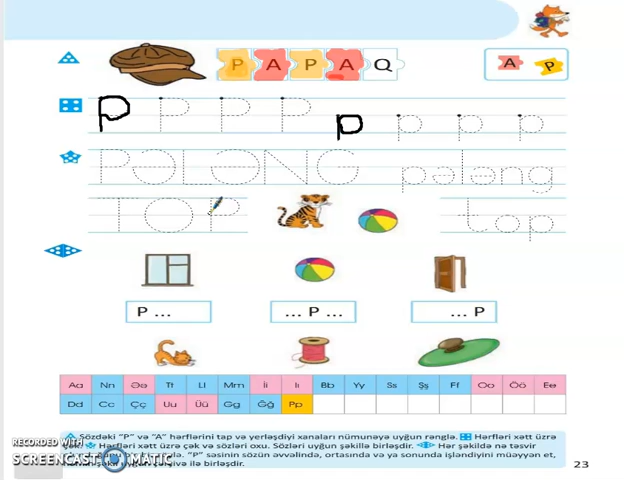 P A P A Q
A P
P P P P p p p p
PƏLƏNG pələng
TOP top
P ...
... P ...
... P
Aa Nn Əə Tt Ll Mm İi Iı Bb Yy Ss Şş Ff Oo Öö Ee
Dd Cc Çç Uu Üü Gg Ğğ Pp
Sözdəki "P" və "A" hərflərini tap və yerləşdiyi xanaları nümunəyə uyğun rənglə. Hərfləri xətt üzrə
çək. Hərfləri xətt üzrə çək və sözləri oxu. Sözləri şəkillə birləşdir. Hər şəkildə nə təsvir
"P" səsinin sözün əvvəlində, ortasında və ya sonunda işləndiyini müəyyən et,
çərçivə ilə birləşdir.
RECORDED WITH
SCREENCAST MATIC
23